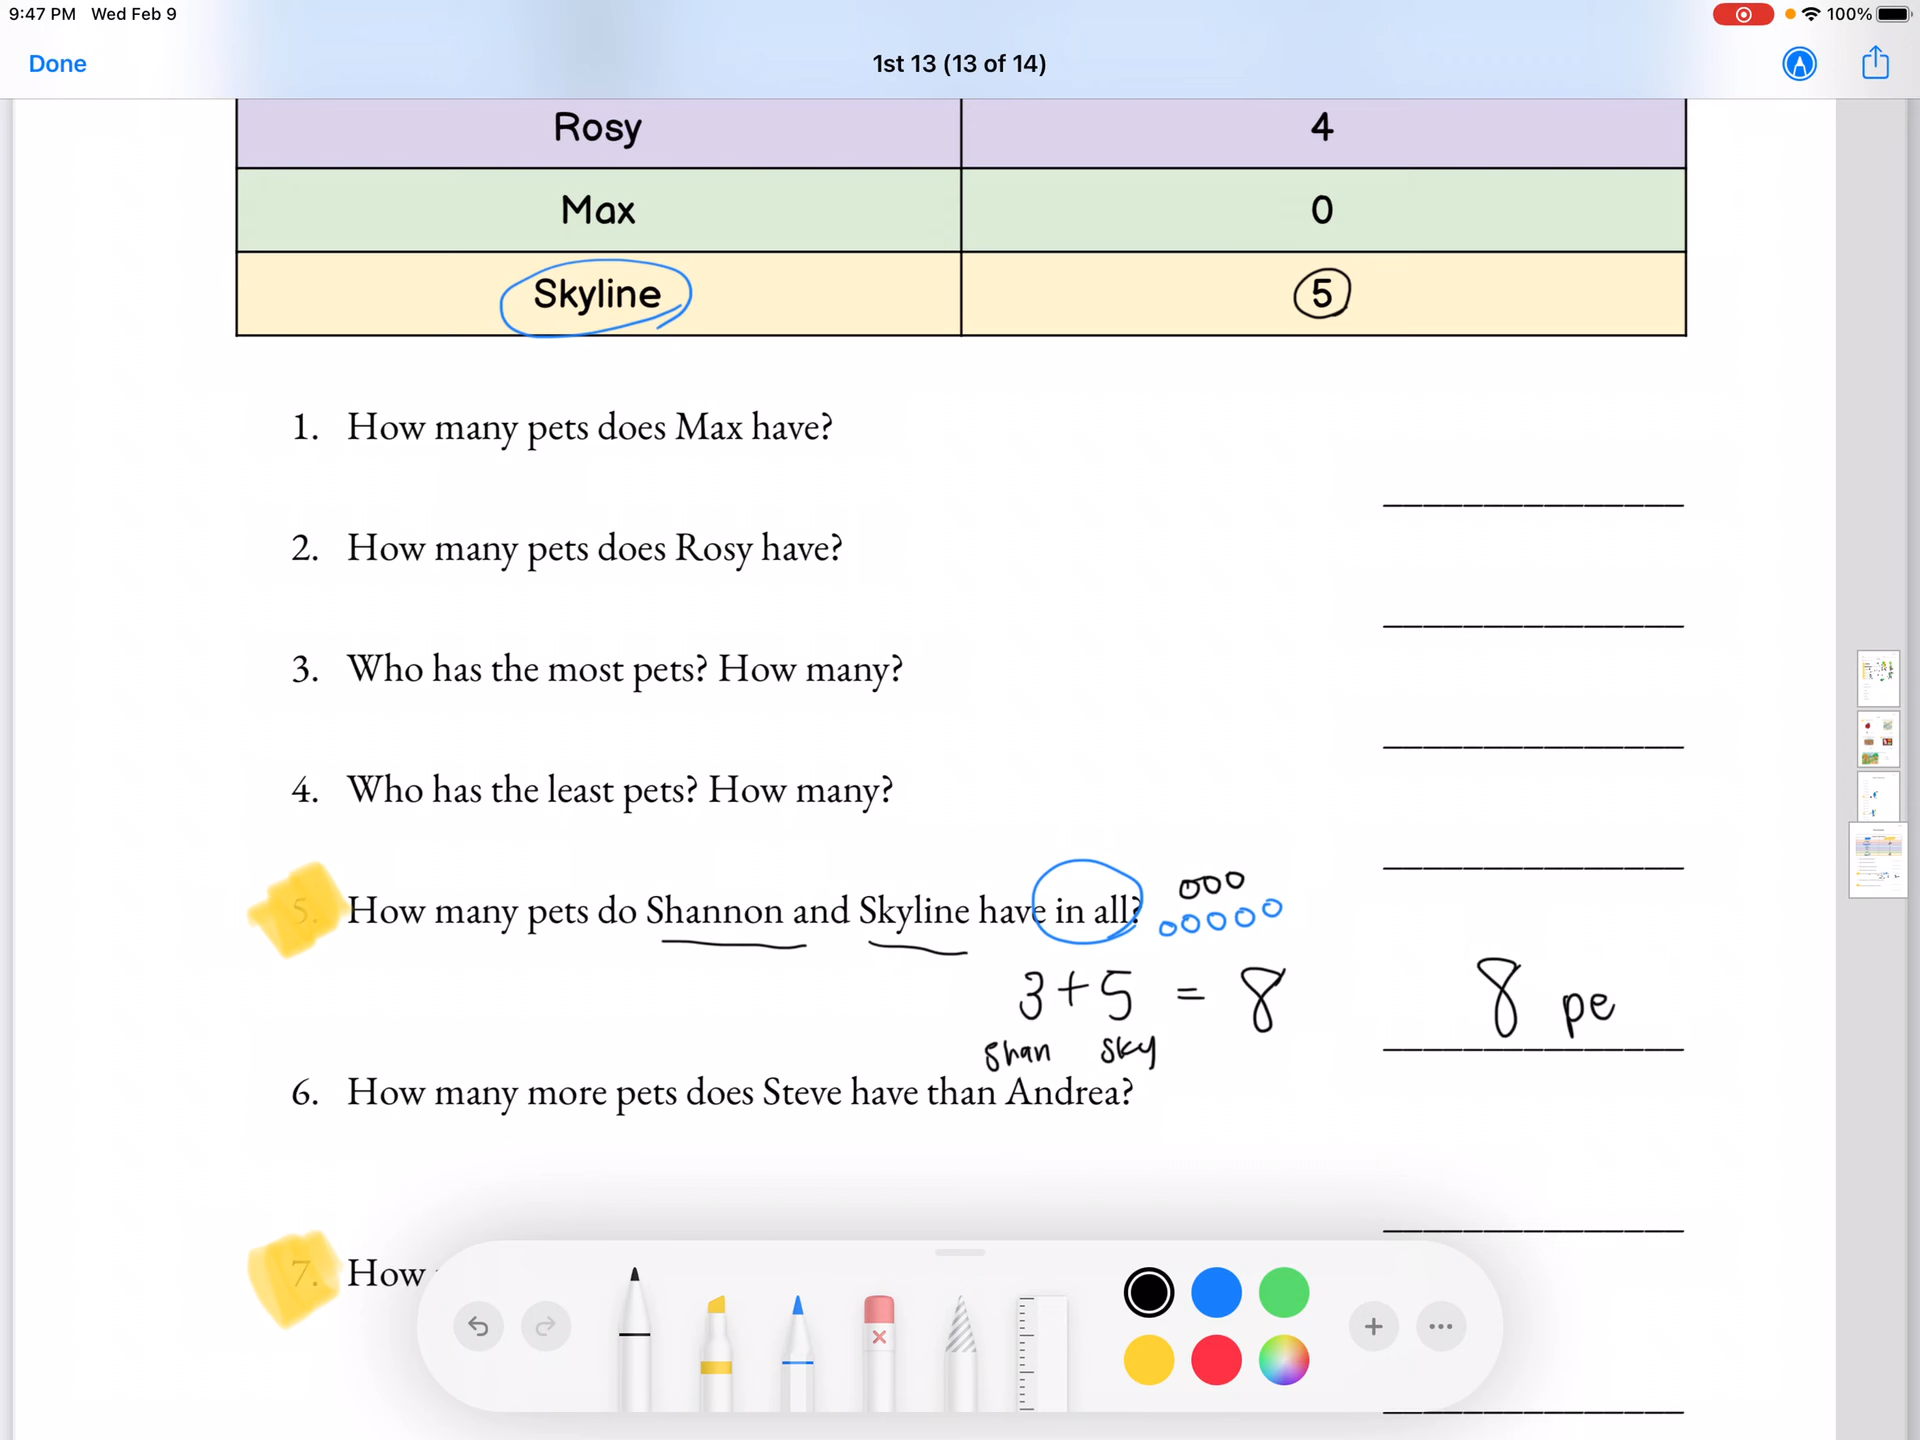 9:47 PM Wed Feb 9 100%
Done 1st 13 (13 of 14)
Rosy 4
Max 0
Skyline 5
1. How many pets does Max have?
2. How many pets does Rosy have?
3. Who has the most pets? How many?
4. Who has the least pets? How many?
5. How many pets do Shannon and Skyline have in all?
3+5 = 8 8 pe
shan sky
6. How many more pets does Steve have than Andrea?
7. How